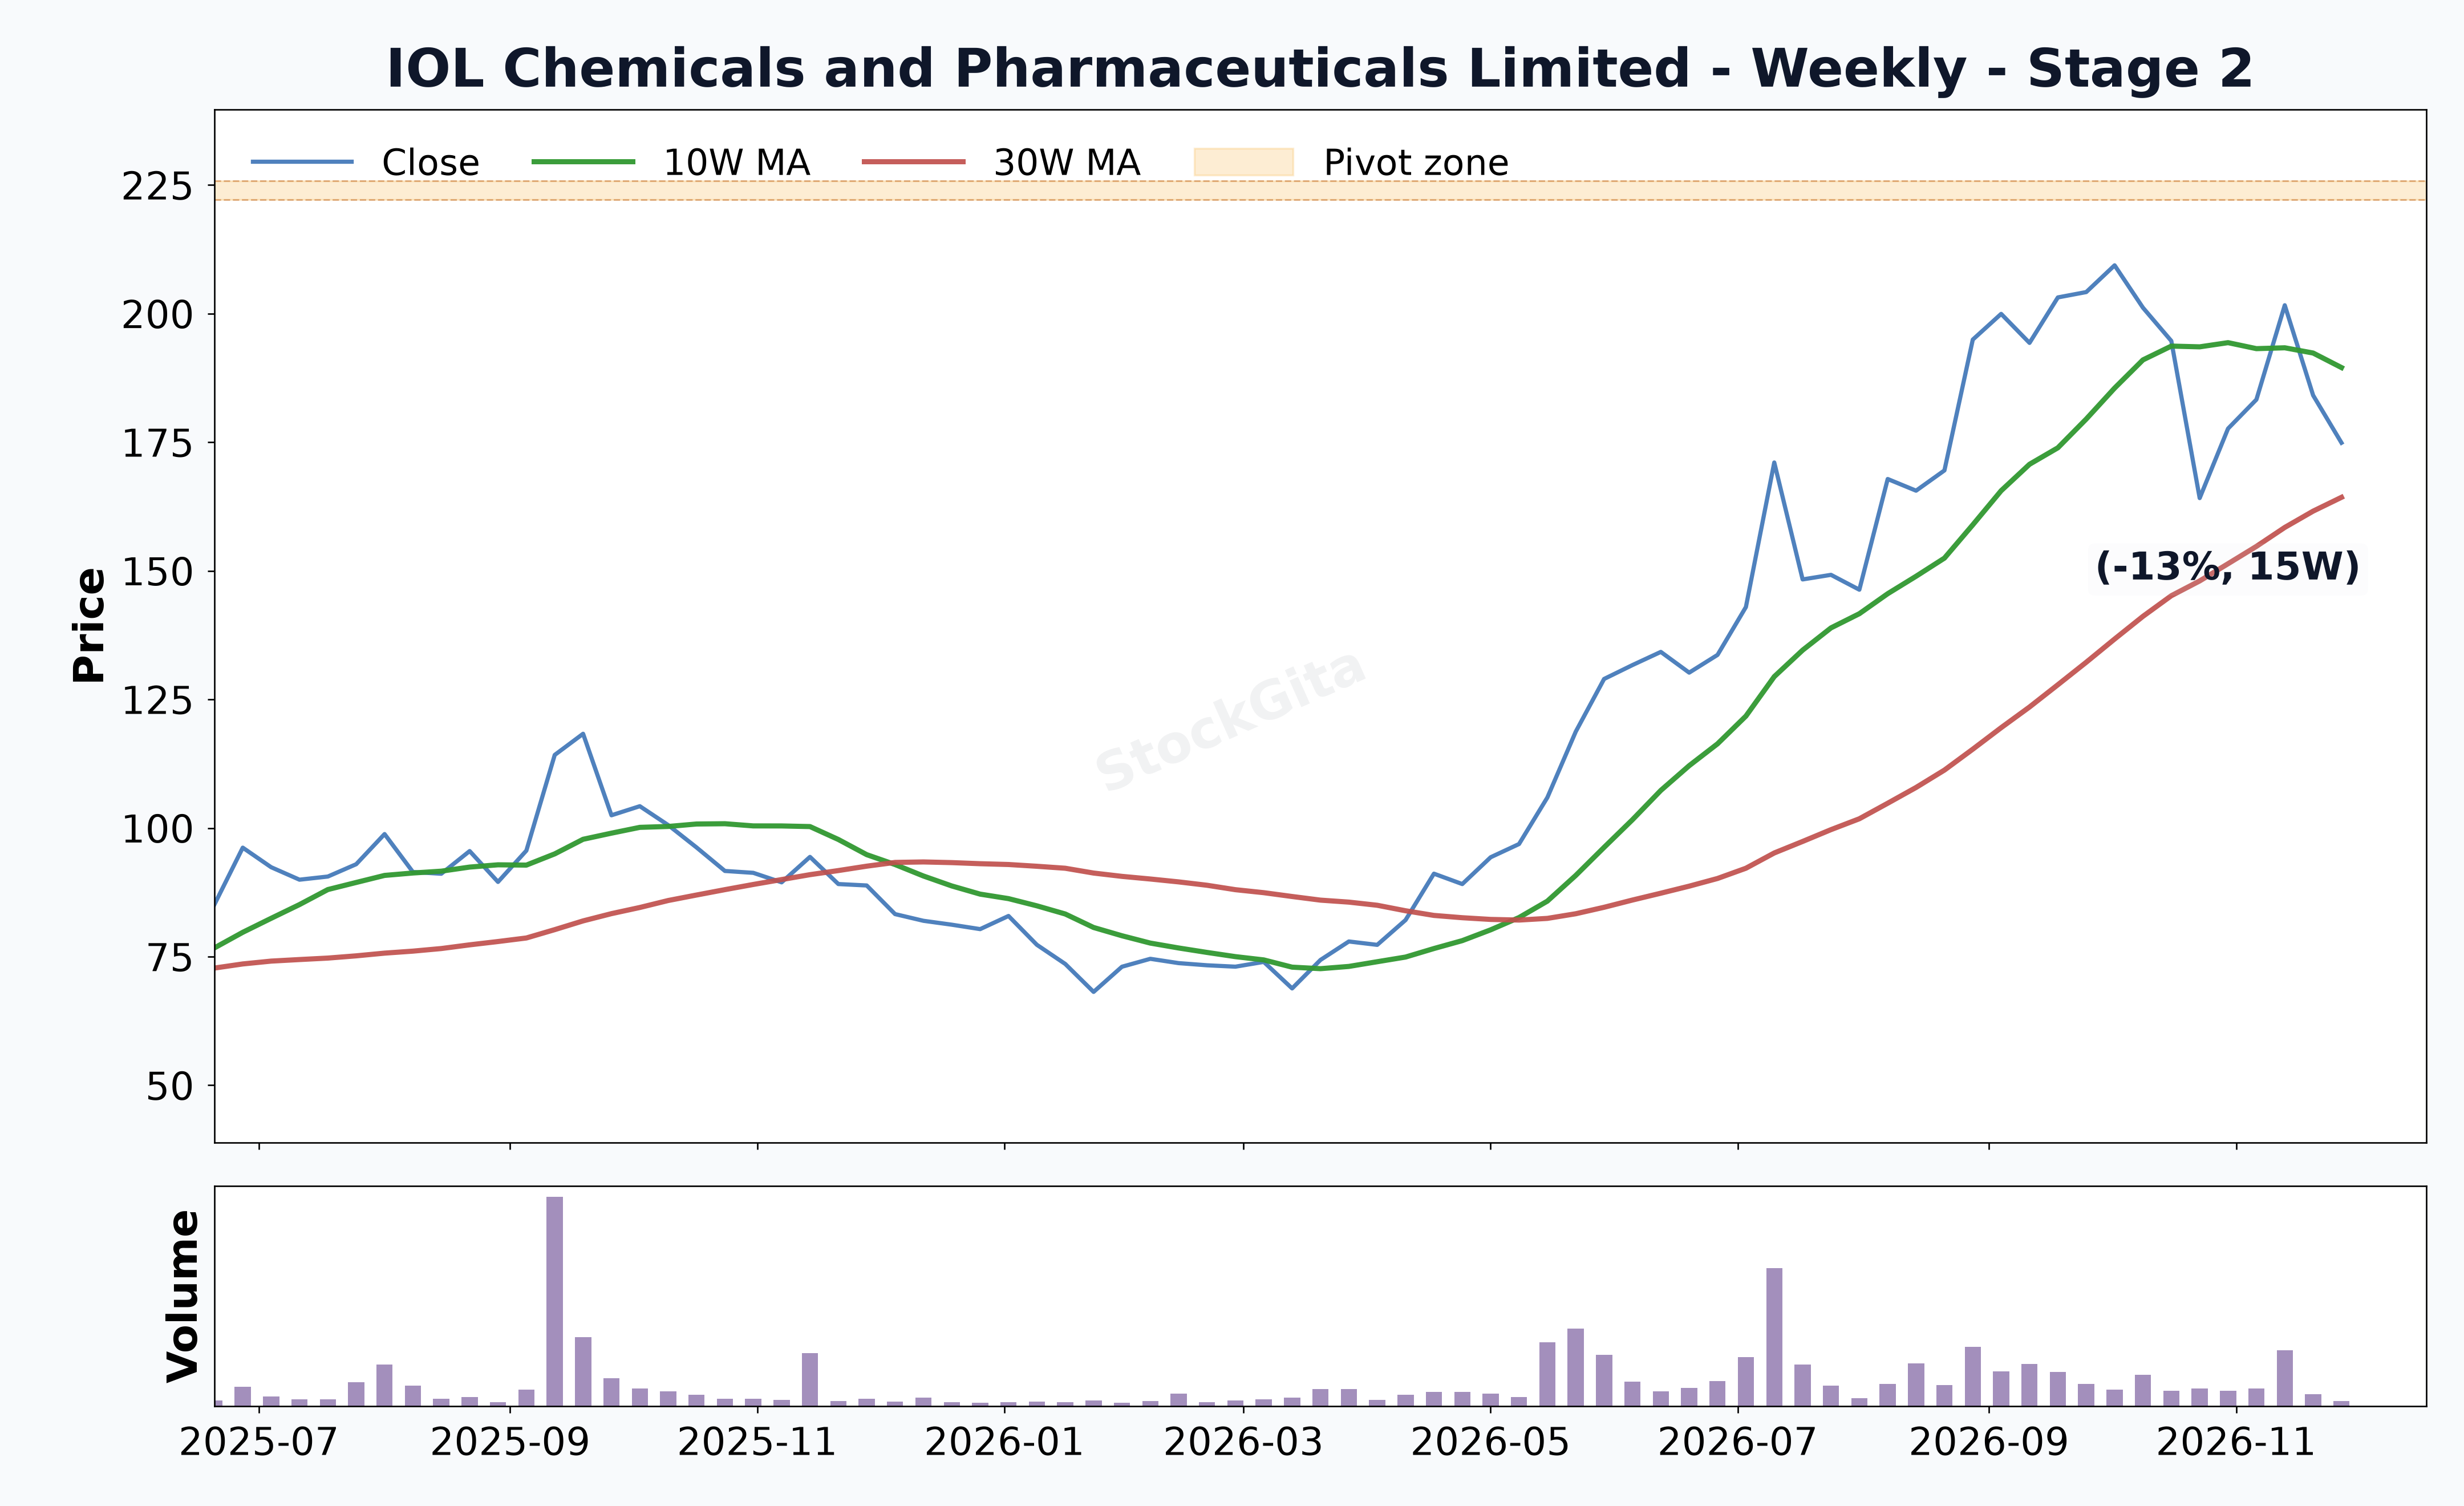 IOL Chemicals and Pharmaceuticals Limited - Weekly - Stage 2
Close 10W MA 30W MA Pivot zone
225
200
175
150
125
100
75
50
Price
(-13%, 15W)
StockGita
Volume
2025-07 2025-09 2025-11 2026-01 2026-03 2026-05 2026-07 2026-09 2026-11